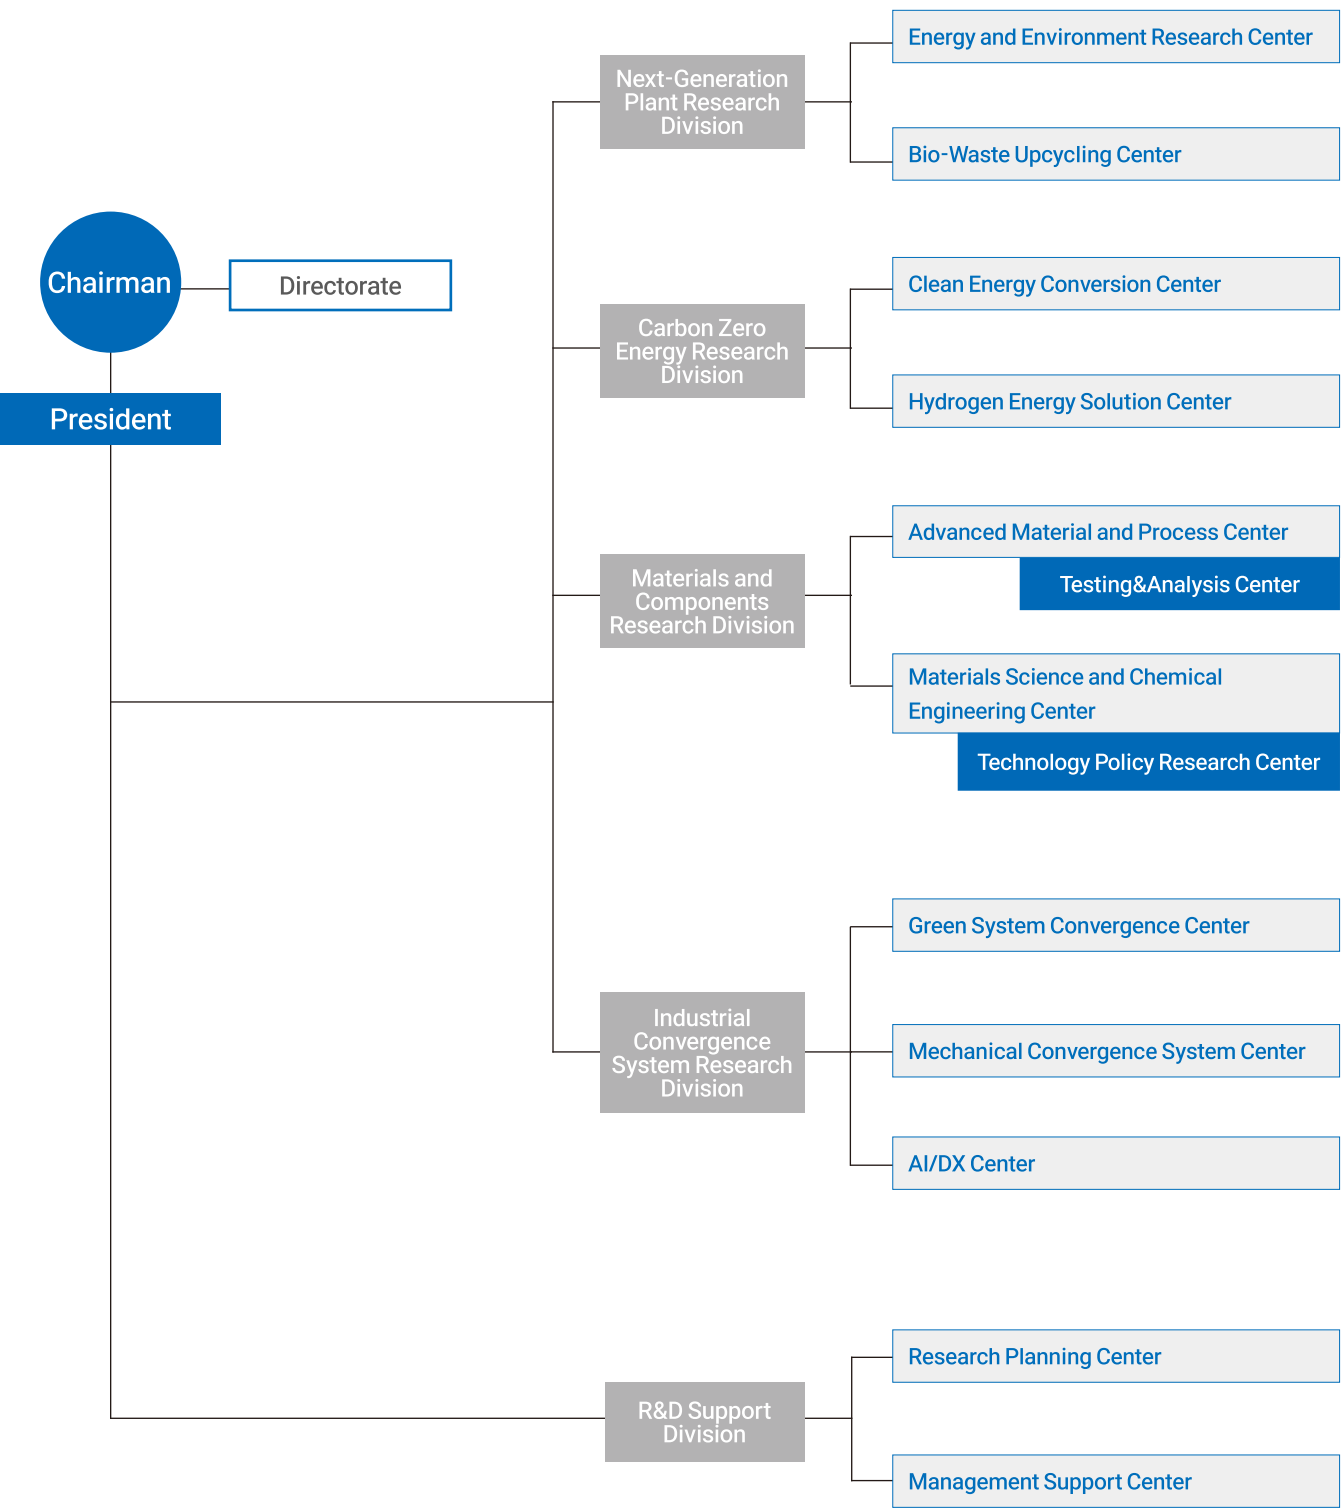 Chairman
Directorate
President
Next-Generation
Plant Research
Division
Energy and Environment Research Center
Bio-Waste Upcycling Center
Carbon Zero
Energy Research
Division
Clean Energy Conversion Center
Hydrogen Energy Solution Center
Materials and
Components
Research Division
Advanced Material and Process Center
Testing&Analysis Center
Materials Science and Chemical
Engineering Center
Technology Policy Research Center
Industrial
Convergence
System Research
Division
Green System Convergence Center
Mechanical Convergence System Center
AI/DX Center
R&D Support
Division
Research Planning Center
Management Support Center